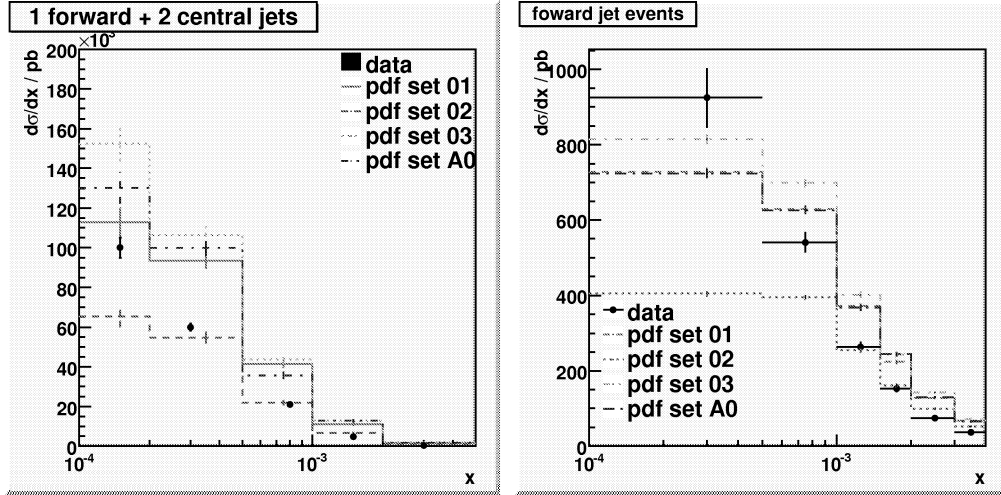 1 forward + 2 central jets
×10³
dσ/dx / pb
200
180
160
140
120
100
80
60
40
20
0
data
pdf set 01
pdf set 02
pdf set 03
pdf set A0
10⁻⁴
10⁻³
x
foward jet events
dσ/dx / pb
1000
800
600
400
200
0
data
pdf set 01
pdf set 02
pdf set 03
pdf set A0
10⁻⁴
10⁻³
x